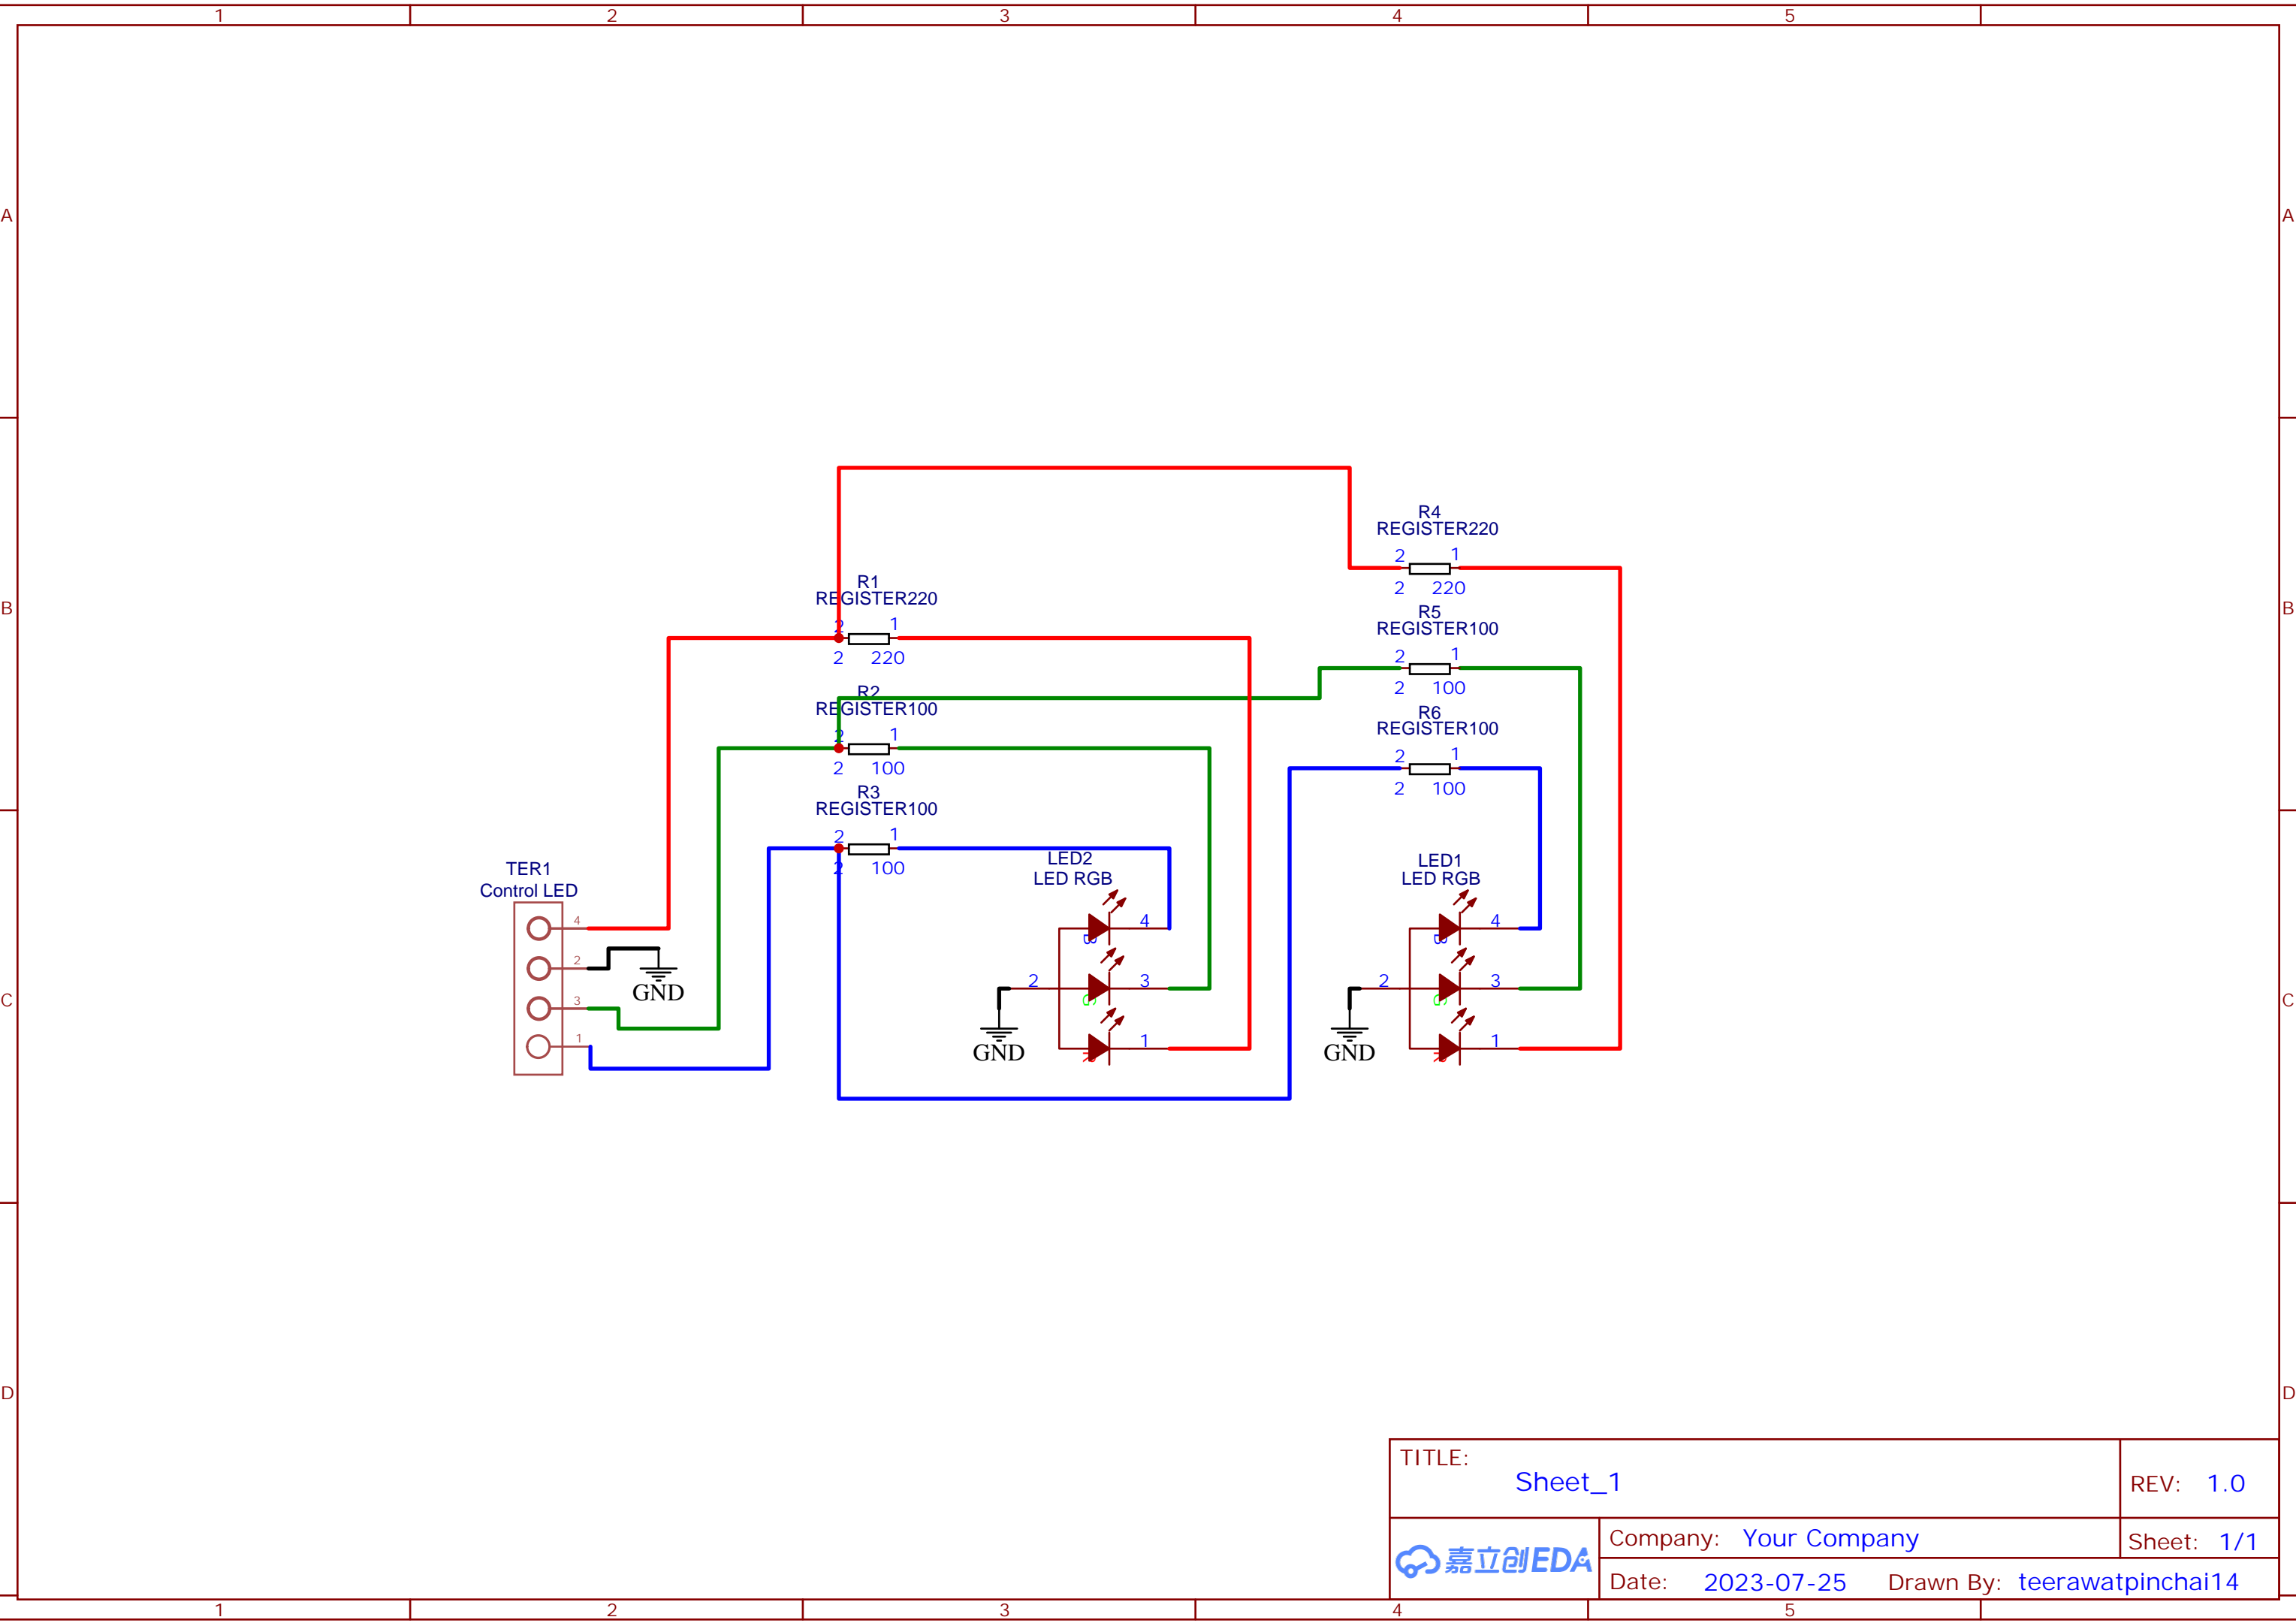 1 2 3 4 5
A A
R4
REGISTER220
2 1
2 220
R1
REGISTER220
2 1
2 220
B B
R5
REGISTER100
2 1
2 100
R2
REGISTER100
2 1
2 100
R6
REGISTER100
2 1
2 100
R3
REGISTER100
2 1
2 100
TER1
Control LED
4
2
3
1
GND
LED2
LED RGB
4
B
2 3
G
1
R
GND
LED1
LED RGB
4
B
2 3
G
1
R
GND
C C
D D
TITLE:
Sheet_1
REV: 1.0
嘉立创EDA
Company: Your Company
Sheet: 1/1
Date: 2023-07-25 Drawn By: teerawatpinchai14
1 2 3 4 5